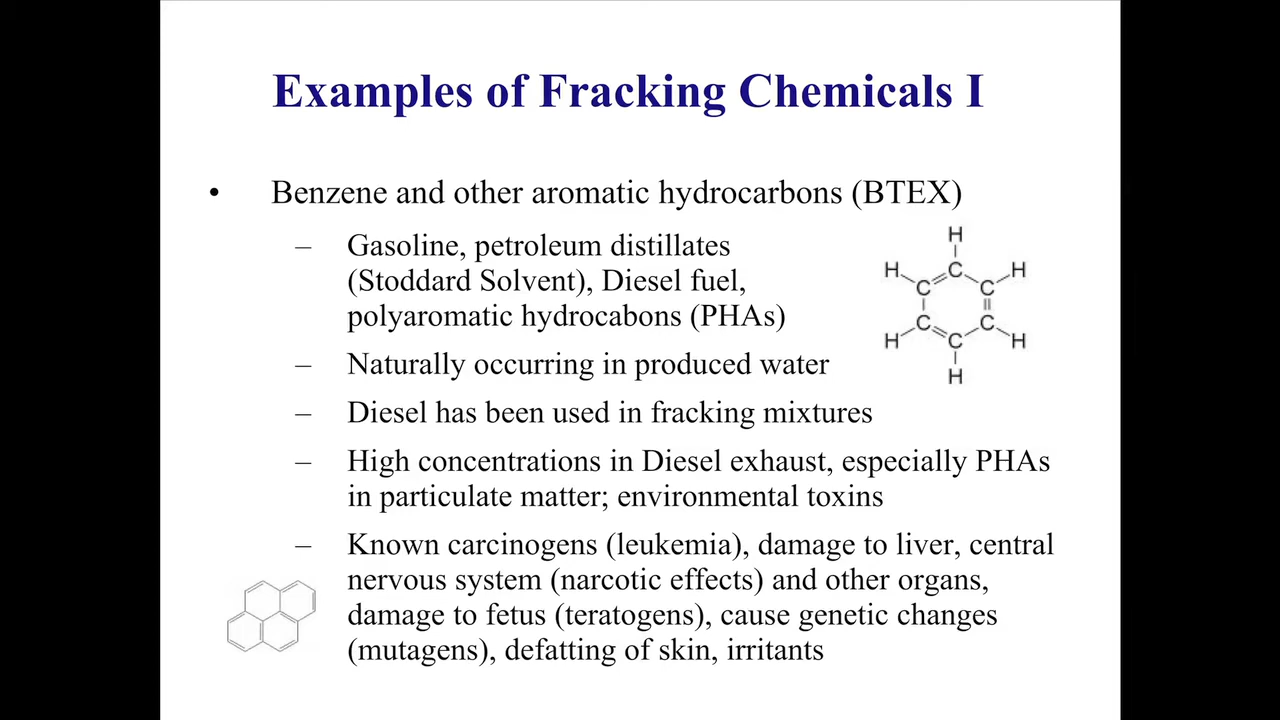 Examples of Fracking Chemicals I
• Benzene and other aromatic hydrocarbons (BTEX)
– Gasoline, petroleum distillates
(Stoddard Solvent), Diesel fuel,
polyaromatic hydrocabons (PHAs)
– Naturally occurring in produced water
– Diesel has been used in fracking mixtures
– High concentrations in Diesel exhaust, especially PHAs
in particulate matter; environmental toxins
– Known carcinogens (leukemia), damage to liver, central
nervous system (narcotic effects) and other organs,
damage to fetus (teratogens), cause genetic changes
(mutagens), defatting of skin, irritants
H
H C H
C C
C C
H C H
H